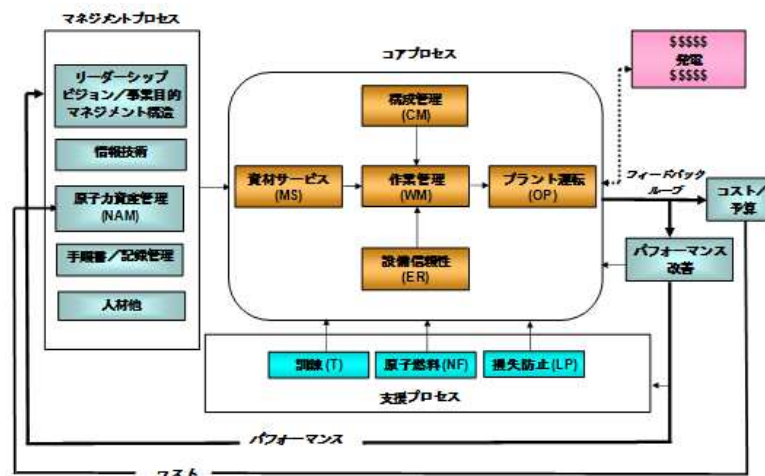 マネジメントプロセス
リーダーシップ
ビジョン／事業目的
マネジメント構造
情報技術
原子力資産管理
(NAM)
手順書／記録管理
人材他
コアプロセス
構成管理
(CM)
資材サービス
(MS)
作業管理
(WM)
プラント運転
(OP)
設備信頼性
(ER)
$$$$$
発電
$$$$$
フィードバック
ループ
コスト／
予算
パフォーマンス
改善
訓練(T)
原子燃料(NF)
損失防止(LP)
支援プロセス
パフォーマンス
コスト